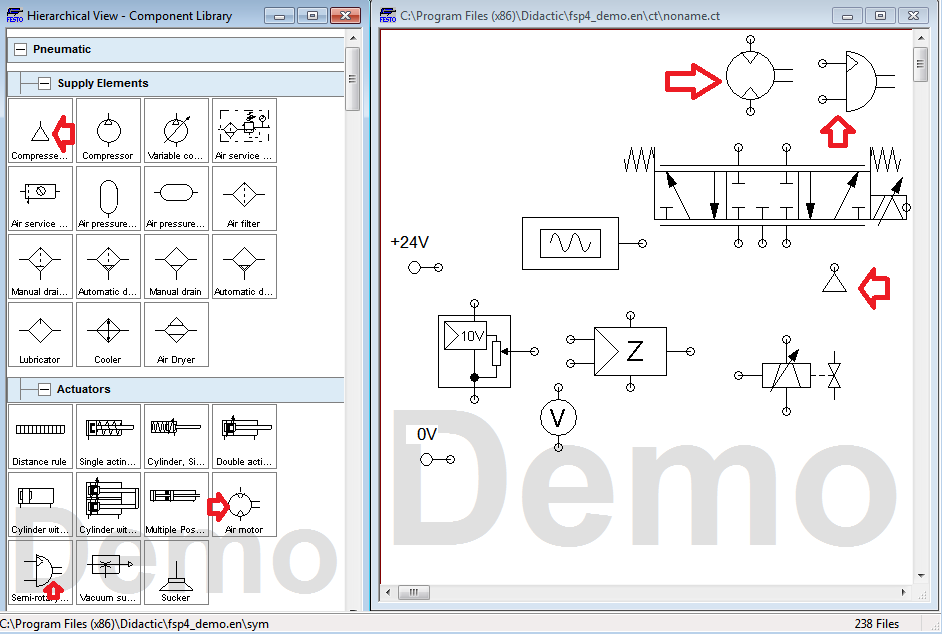 FESTO Hierarchical View - Component Library
Pneumatic
Supply Elements
Compresse...
Compressor
Variable co...
Air service ...
Air service ...
Air pressure...
Air pressure...
Air filter
Manual drai...
Automatic d...
Manual drain
Automatic d...
Lubricator
Cooler
Air Dryer
Actuators
Distance rule
Single actin...
Cylinder, Si...
Double acti...
Cylinder wit...
Cylinder wit...
Multiple Pos...
Air motor
Semi-rotary...
Vacuum su...
Sucker
Demo
FESTO C:\Program Files (x86)\Didactic\fsp4_demo.en\ct\noname.ct
+24V
10V
Z
V
0V
Demo
C:\Program Files (x86)\Didactic\fsp4_demo.en\sym
238 Files